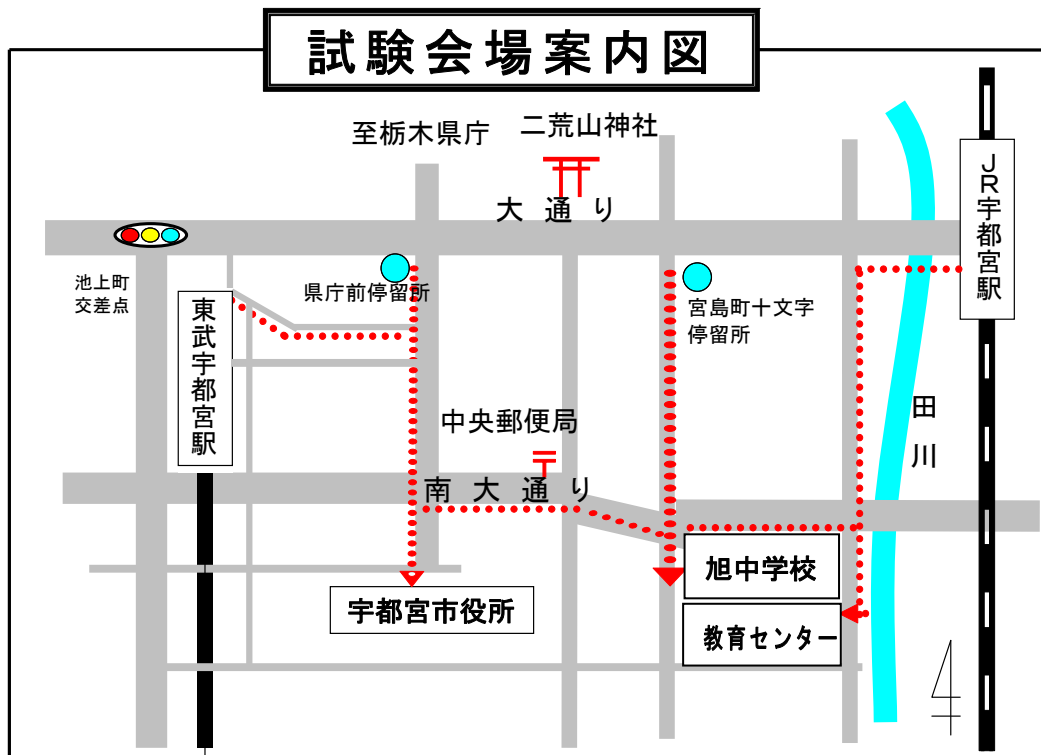 試験会場案内図
至栃木県庁
二荒山神社
大通り
JR宇都宮駅
池上町
交差点
県庁前停留所
宮島町十文字
停留所
東武宇都宮駅
田川
中央郵便局
南大通り
旭中学校
宇都宮市役所
教育センター